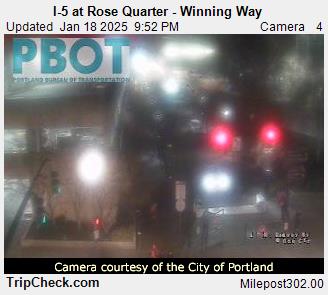 I-5 at Rose Quarter - Winning Way
Updated Jan 18 2025 9:52 PM Camera 4
PBOT
PORTLAND BUREAU OF TRANSPORTATION
Camera courtesy of the City of Portland
TripCheck.com Milepost302.00